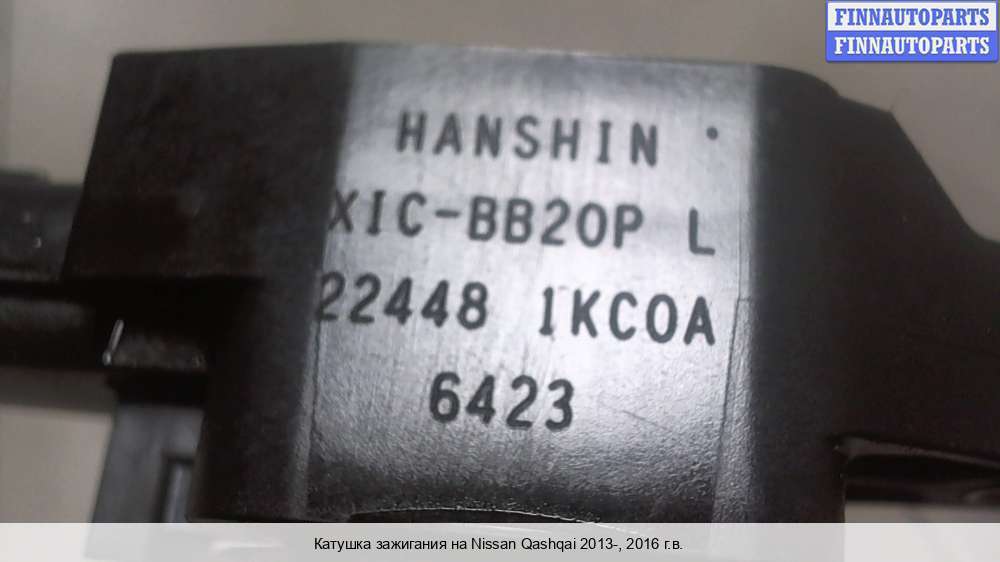 FINNAUTOPARTS
FINNAUTOPARTS
HANSHIN
XIC-BB20P L
22448 1KC0A
6423
Катушка зажигания на Nissan Qashqai 2013-, 2016 г.в.